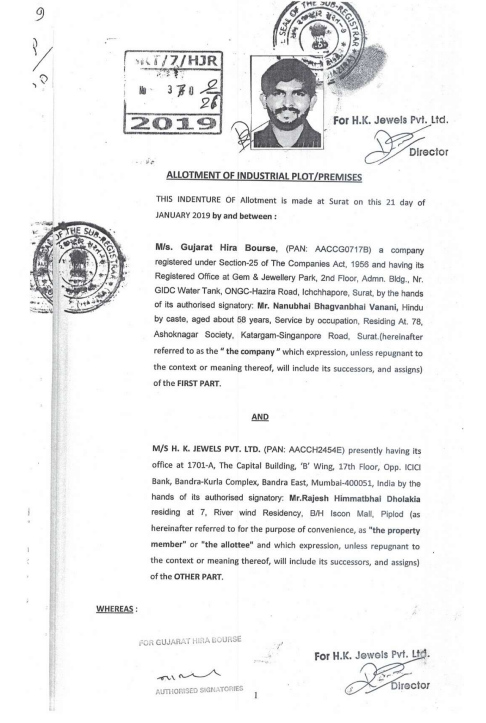 SRT/7/HJR
2019
THE SUB-REGISTRAR
For H.K. Jewels Pvt. Ltd.
Director
ALLOTMENT OF INDUSTRIAL PLOT/PREMISES
THIS INDENTURE OF Allotment is made at Surat on this 21 day of
JANUARY 2019 by and between :
SEAL OF THE SUB-REGISTRAR
M/s. Gujarat Hira Bourse, (PAN: AACCG0717B) a company
registered under Section-25 of The Companies Act, 1956 and having its
Registered Office at Gem & Jewellery Park, 2nd Floor, Admn. Bldg., Nr.
GIDC Water Tank, ONGC-Hazira Road, Ichchhapore, Surat, by the hands
of its authorised signatory: Mr. Nanubhai Bhagvanbhai Vanani, Hindu
by caste, aged about 58 years, Service by occupation, Residing At. 78,
Ashoknagar Society, Katargam-Singanpore Road, Surat.(hereinafter
referred to as the " the company " which expression, unless repugnant to
the context or meaning thereof, will include its successors, and assigns)
of the FIRST PART.
AND
M/S H. K. JEWELS PVT. LTD. (PAN: AACCH2454E) presently having its
office at 1701-A, The Capital Building, 'B' Wing, 17th Floor, Opp. ICICI
Bank, Bandra-Kurla Complex, Bandra East, Mumbai-400051, India by the
hands of its authorised signatory: Mr.Rajesh Himmatbhai Dholakia
residing at 7, River wind Residency, B/H Iscon Mall, Piplod (as
hereinafter referred to for the purpose of convenience, as "the property
member" or "the allottee" and which expression, unless repugnant to
the context or meaning thereof, will include its successors, and assigns)
of the OTHER PART.
WHEREAS :
FOR GUJARAT HIRA BOURSE
AUTHORISED SIGNATORIES
For H.K. Jewels Pvt. Ltd.
Director
1